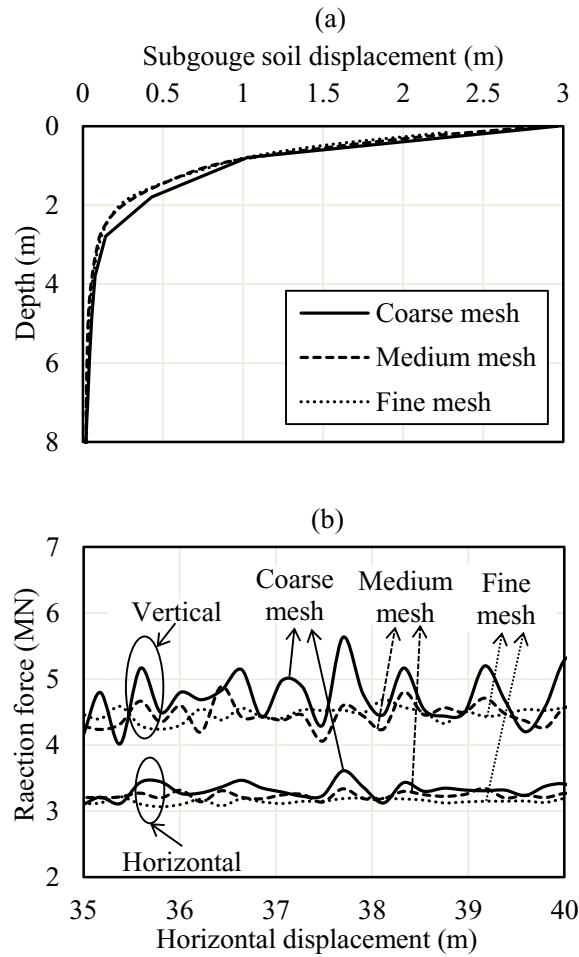 (a)
Subgouge soil displacement (m)
0 0.5 1 1.5 2 2.5 3
0
2
4
6
8
Depth (m)
Coarse mesh
Medium mesh
Fine mesh
(b)
7
6
5
4
3
2
Raection force (MN)
Vertical
Coarse
mesh
Medium
mesh
Fine
mesh
Horizontal
35 36 37 38 39 40
Horizontal displacement (m)